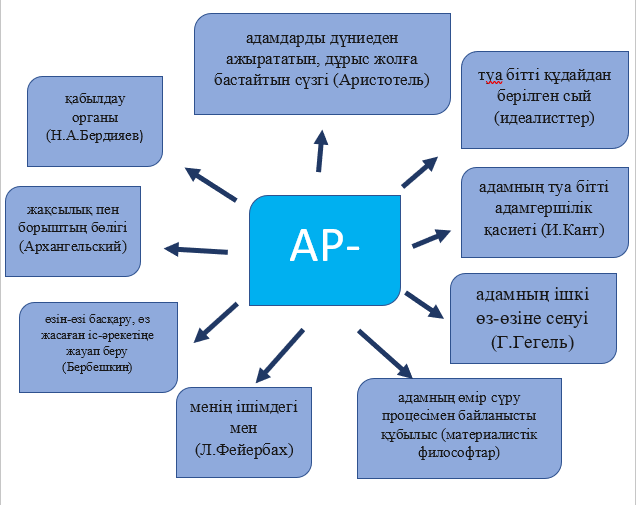 адамдарды дүниеден
ажырататын, дұрыс жолға
бастайтын сүзгі (Аристотель)
туа бітті құдайдан
берілген сый
(идеалисттер)
қабылдау
органы
(Н.А.Бердияев)
адамның туа бітті
адамгершілік
қасиеті (И.Кант)
жақсылық пен
борыштың бөлігі
(Архангельский)
АР-
адамның ішкі
өз-өзіне сенуі
(Г.Гегель)
өзін-өзі басқару, өз
жасаған іс-әрекетіңе
жауап беру
(Бербешкин)
менің ішімдегі
мен
(Л.Фейербах)
адамның өмір сүру
процесімен байланысты
құбылыс (материалистік
философтар)